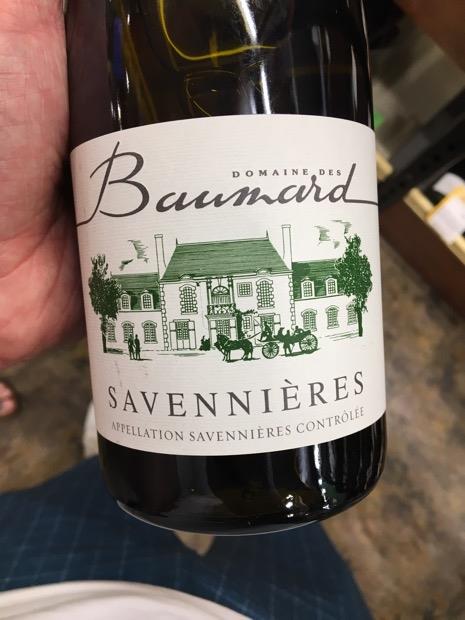 DOMAINE DES
Baumard
SAVENNIÈRES
APPELLATION SAVENNIÈRES CONTRÔLÉE